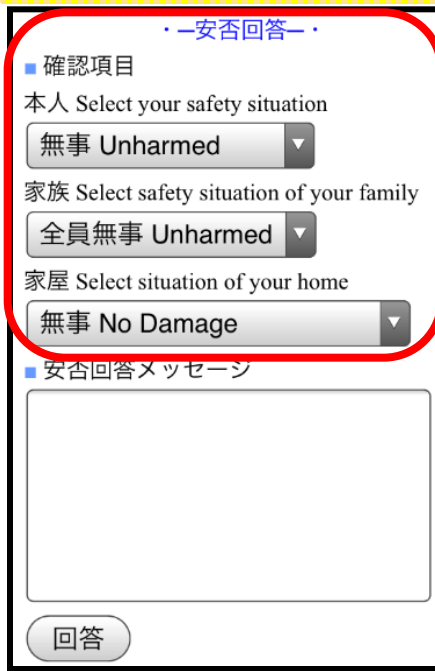 ・―安否回答―・
■確認項目
本人 Select your safety situation
無事 Unharmed
家族 Select safety situation of your family
全員無事 Unharmed
家屋 Select situation of your home
無事 No Damage
■安否回答メッセージ
回答